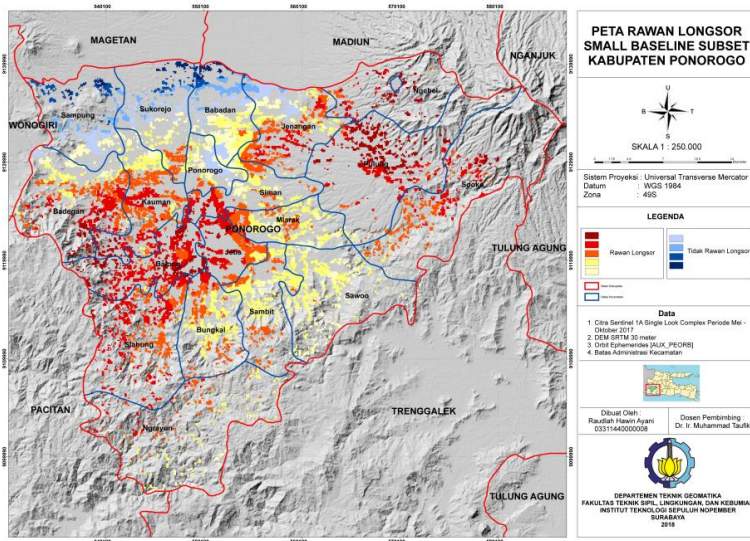 MAGETAN
MADIUN
NGANJUK
WONOGIRI
Sampung
Sukorejo
Babadan
Jenangan
Ngebel
Pulung
Ponorogo
Siman
Sooko
Badegan
Kauman
Mlarak
PONOROGO
Jetis
Balong
TULUNG AGUNG
Sawoo
Sambit
Bungkal
Slahung
PACITAN
Ngrayun
TRENGGALEK
TULUNG AGUNG
PETA RAWAN LONGSOR
SMALL BASELINE SUBSET
KABUPATEN PONOROGO
U
B
T
S
SKALA 1 : 250.000
Sistem Proyeksi : Universal Transverse Mercator
Datum : WGS 1984
Zona : 49S
LEGENDA
Rawan Longsor
Tidak Rawan Longsor
Data
1. Citra Sentinel 1A Single Look Complex Periode Mei -
Oktober 2017
2. DEM SRTM 30 meter
3. Orbit Ephemerides [AUX_PEORB]
4. Batas Administrasi Kecamatan
Dibuat Oleh :
Raudlah Hawin Ayani
03311440000008
Dosen Pembimbing :
Dr. Ir. Muhammad Taufik
DEPARTEMEN TEKNIK GEOMATIKA
FAKULTAS TEKNIK SIPIL, LINGKUNGAN, DAN KEBUMIA
INSTITUT TEKNOLOGI SEPULUH NOPEMBER
SURABAYA
2018